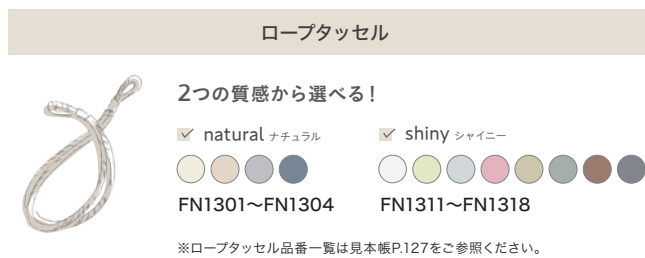 ロープタッセル
2つの質感から選べる!
natural ナチュラル
shiny シャイニー
FN1301〜FN1304
FN1311〜FN1318
※ロープタッセル品番一覧は見本帳P.127をご参照ください。